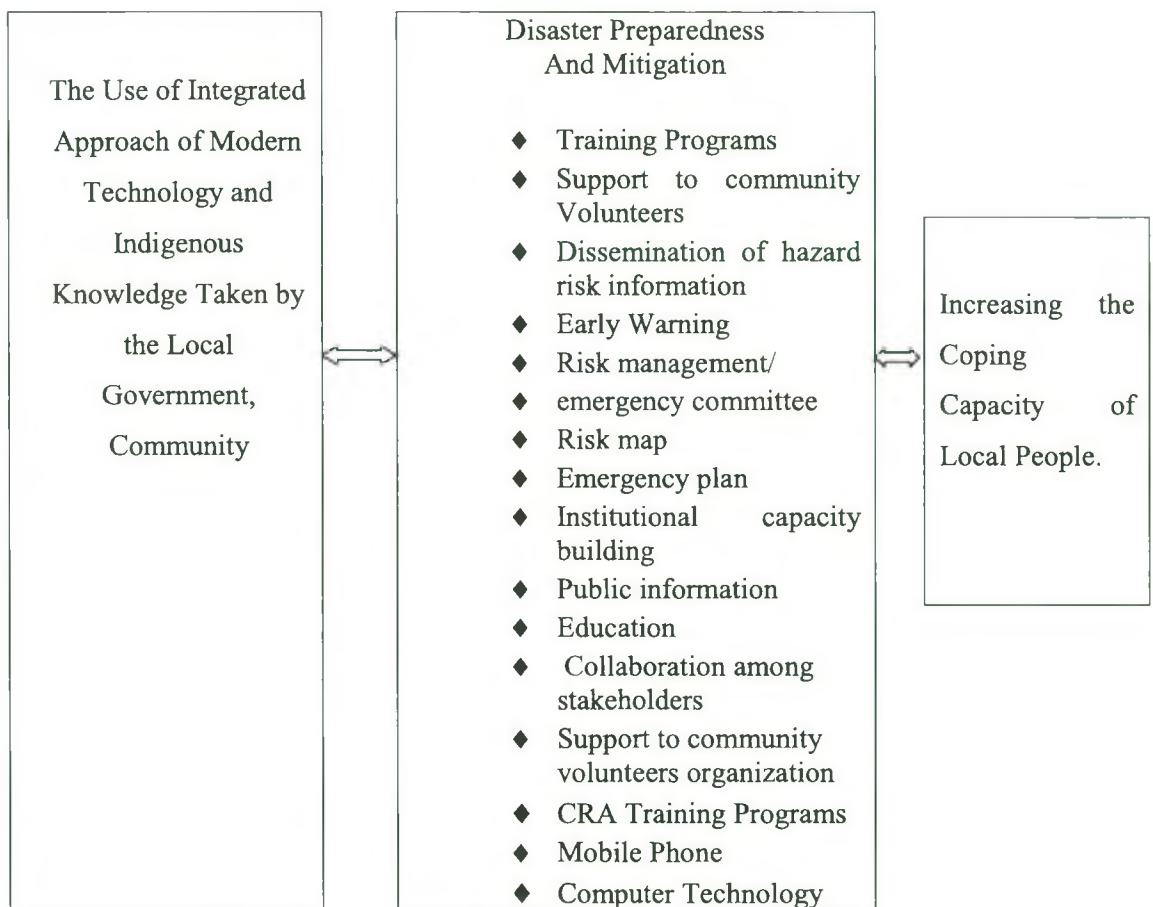 The Use of Integrated
Approach of Modern
Technology and
Indigenous
Knowledge Taken by
the Local
Government,
Community
Disaster Preparedness
And Mitigation
♦ Training Programs
♦ Support to community
Volunteers
♦ Dissemination of hazard
risk information
♦ Early Warning
♦ Risk management/
♦ emergency committee
♦ Risk map
♦ Emergency plan
♦ Institutional capacity
building
♦ Public information
♦ Education
♦ Collaboration among
stakeholders
♦ Support to community
volunteers organization
♦ CRA Training Programs
♦ Mobile Phone
♦ Computer Technology
Increasing the
Coping
Capacity of
Local People.